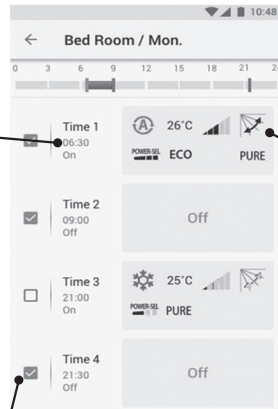 10:48
Bed Room / Mon.
0 3 6 9 12 15 18 21 2
Time 1
06:30
On
A 26°C
POWER-SEL ECO PURE
Time 2
09:00
Off
Off
Time 3
21:00
On
25°C
POWER-SEL PURE
Time 4
21:30
Off
Off